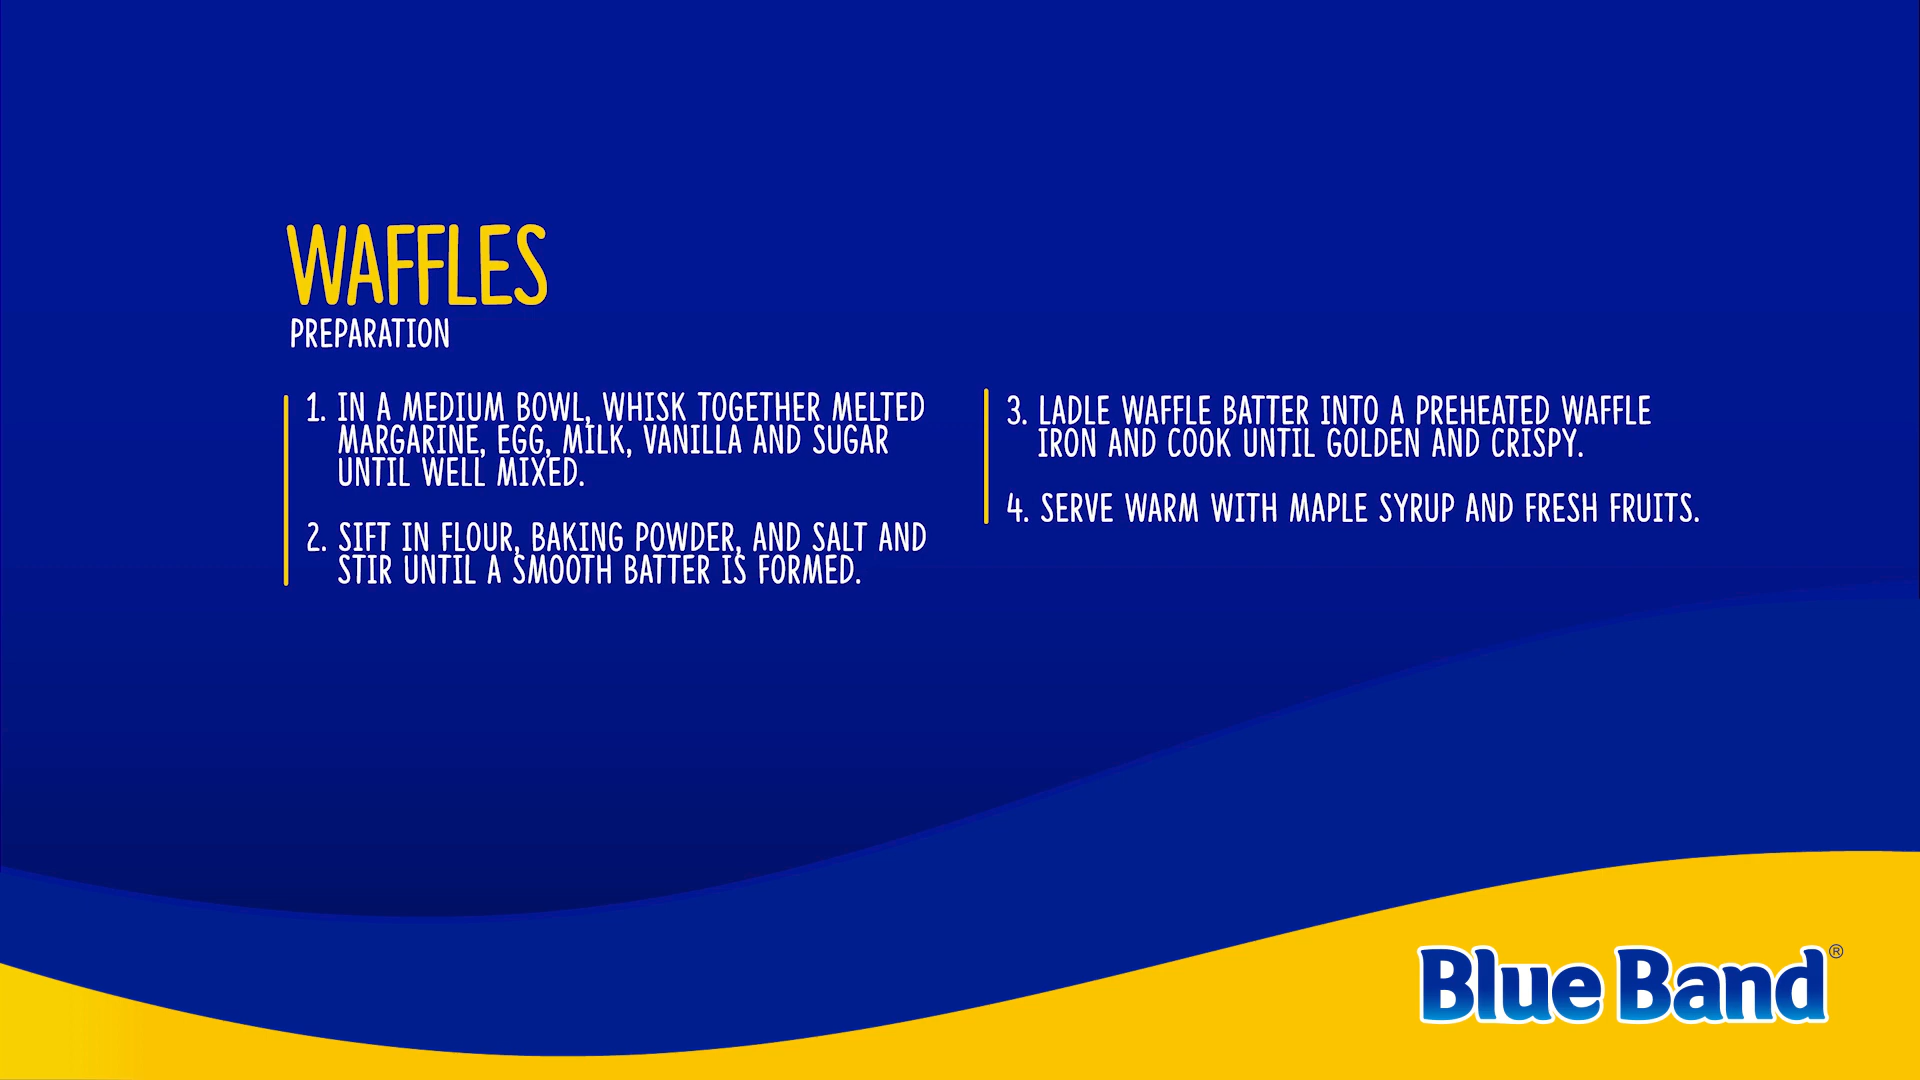 WAFFLES
PREPARATION
1. IN A MEDIUM BOWL, WHISK TOGETHER MELTED
MARGARINE, EGG, MILK, VANILLA AND SUGAR
UNTIL WELL MIXED.
2. SIFT IN FLOUR, BAKING POWDER, AND SALT AND
STIR UNTIL A SMOOTH BATTER IS FORMED.
3. LADLE WAFFLE BATTER INTO A PREHEATED WAFFLE
IRON AND COOK UNTIL GOLDEN AND CRISPY.
4. SERVE WARM WITH MAPLE SYRUP AND FRESH FRUITS.
Blue Band®